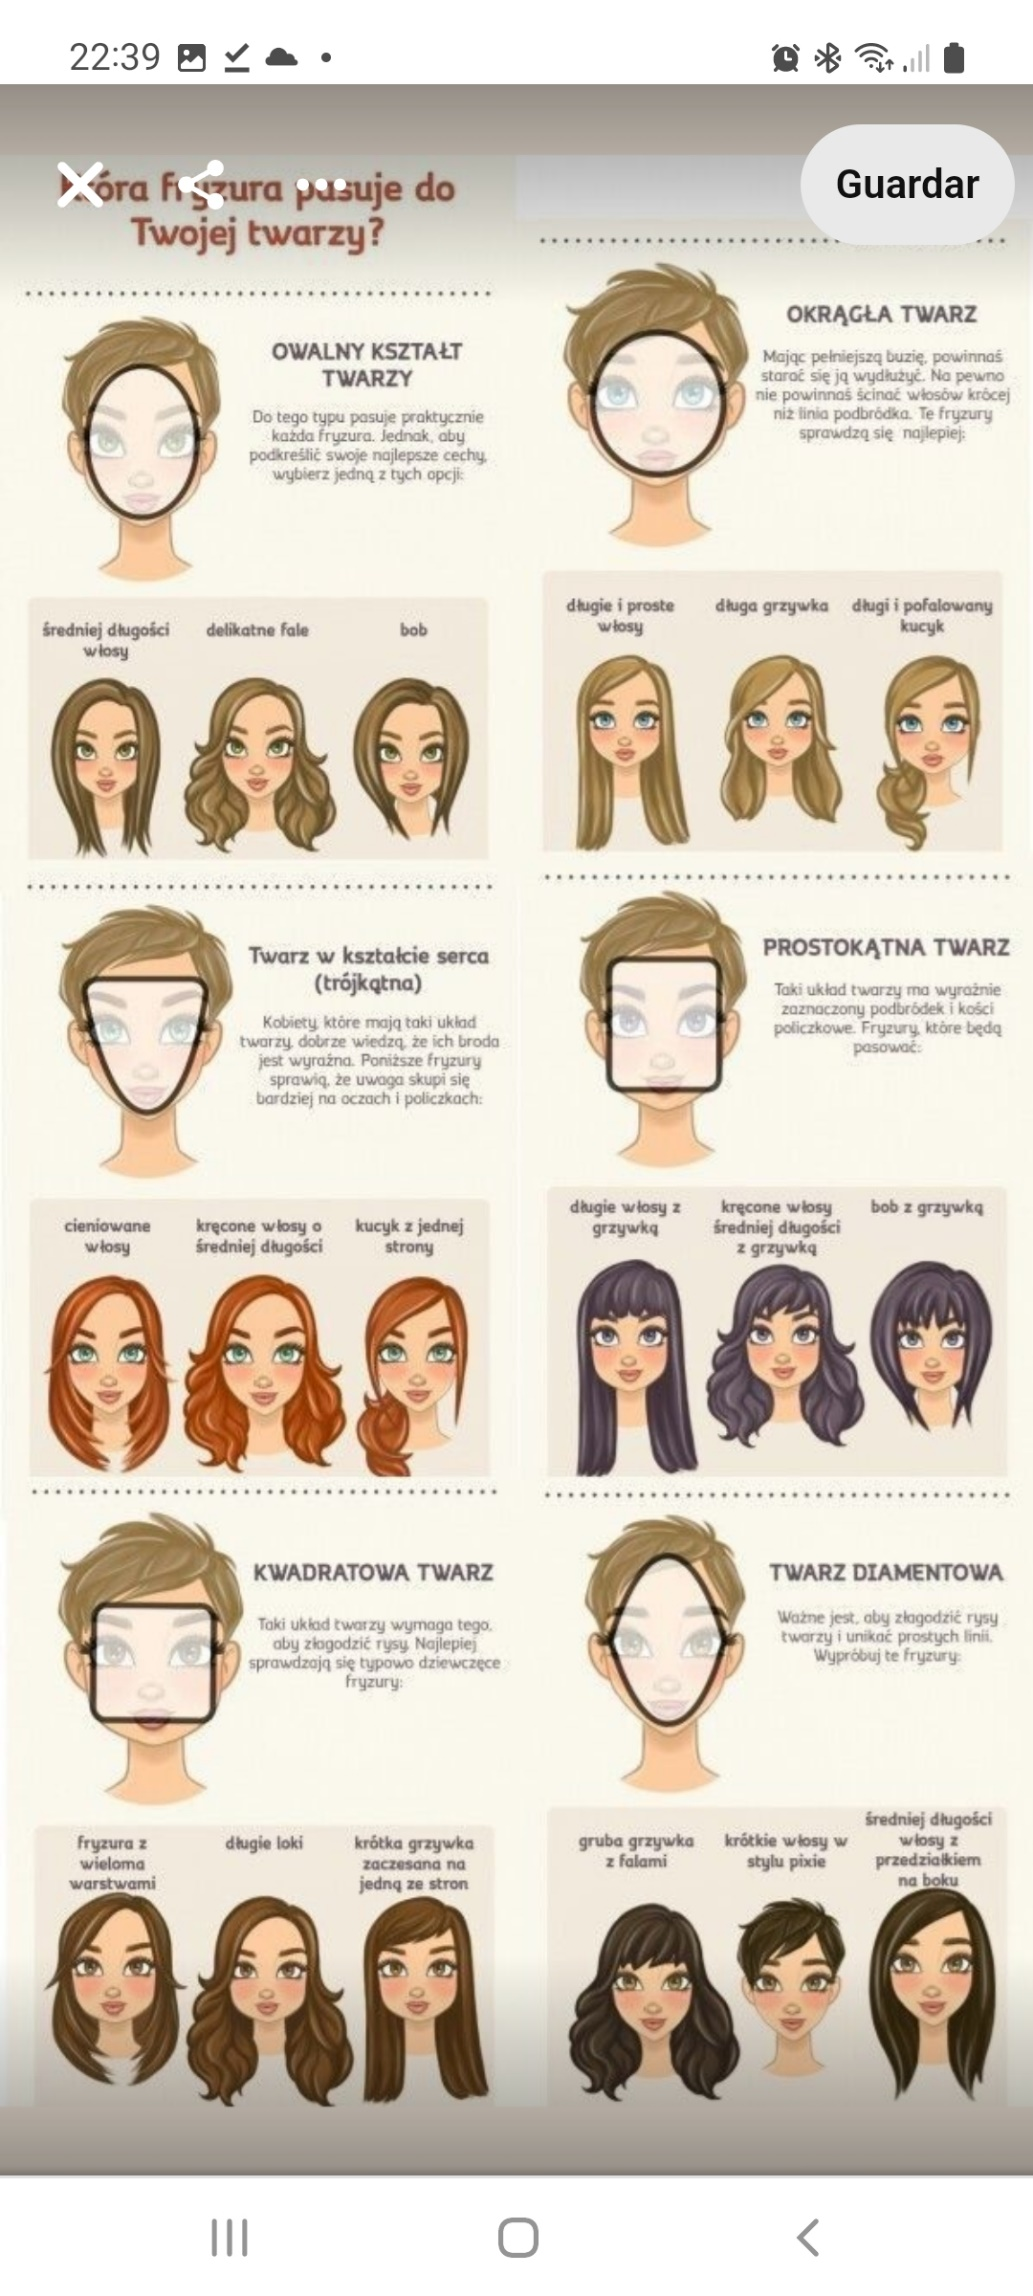 22:39
Guardar
Która fryzura pasuje do
Twojej twarzy?
OWALNY KSZTAŁT
TWARZY
Do tego typu pasuje praktycznie
każda fryzura. Jednak, aby
podkreślić swoje najlepsze cechy,
wybierz jedną z tych opcji:
średniej długości
włosy
delikatne fale
bob
OKRĄGŁA TWARZ
Mając pełniejszą buzię, powinnaś
starać się ją wydłużyć. Na pewno
nie powinnaś ścinać włosów krócej
niż linia podbródka. Te fryzury
sprawdzą się najlepiej:
długie i proste
włosy
długa grzywka
długi i pofalowany
kucyk
Twarz w kształcie serca
(trójkątna)
Kobiety, które mają taki układ
twarzy, dobrze wiedzą, że ich broda
jest wyraźna. Poniższe fryzury
sprawią, że uwaga skupi się
bardziej na oczach i policzkach:
cieniowane
włosy
kręcone włosy o
średniej długości
kucyk z jednej
strony
PROSTOKĄTNA TWARZ
Taki układ twarzy ma wyraźnie
zaznaczony podbródek i kości
policzkowe. Fryzury, które będą
pasować:
długie włosy z
grzywką
kręcone włosy
średniej długości
z grzywką
bob z grzywką
KWADRATOWA TWARZ
Taki układ twarzy wymaga tego,
aby złagodzić rysy. Najlepiej
sprawdzają się typowo dziewczęce
fryzury:
fryzura z
wieloma
warstwami
długie loki
krótka grzywka
zaczesana na
jedną ze stron
TWARZ DIAMENTOWA
Ważne jest, aby złagodzić rysy
twarzy i unikać prostych linii.
Wypróbuj te fryzury:
gruba grzywka
z falami
krótkie włosy w
stylu pixie
średniej długości
włosy z
przedziałkiem
na boku